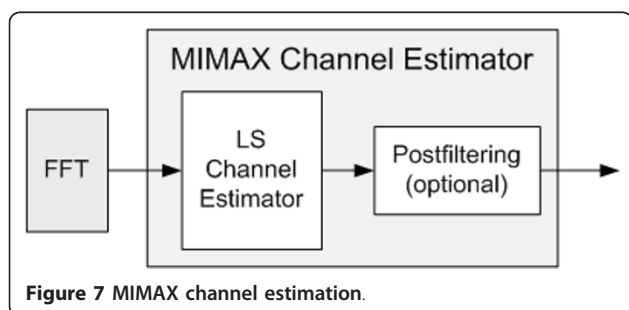 MIMAX Channel Estimator
FFT
LS
Channel
Estimator
Postfiltering
(optional)
Figure 7 MIMAX channel estimation.